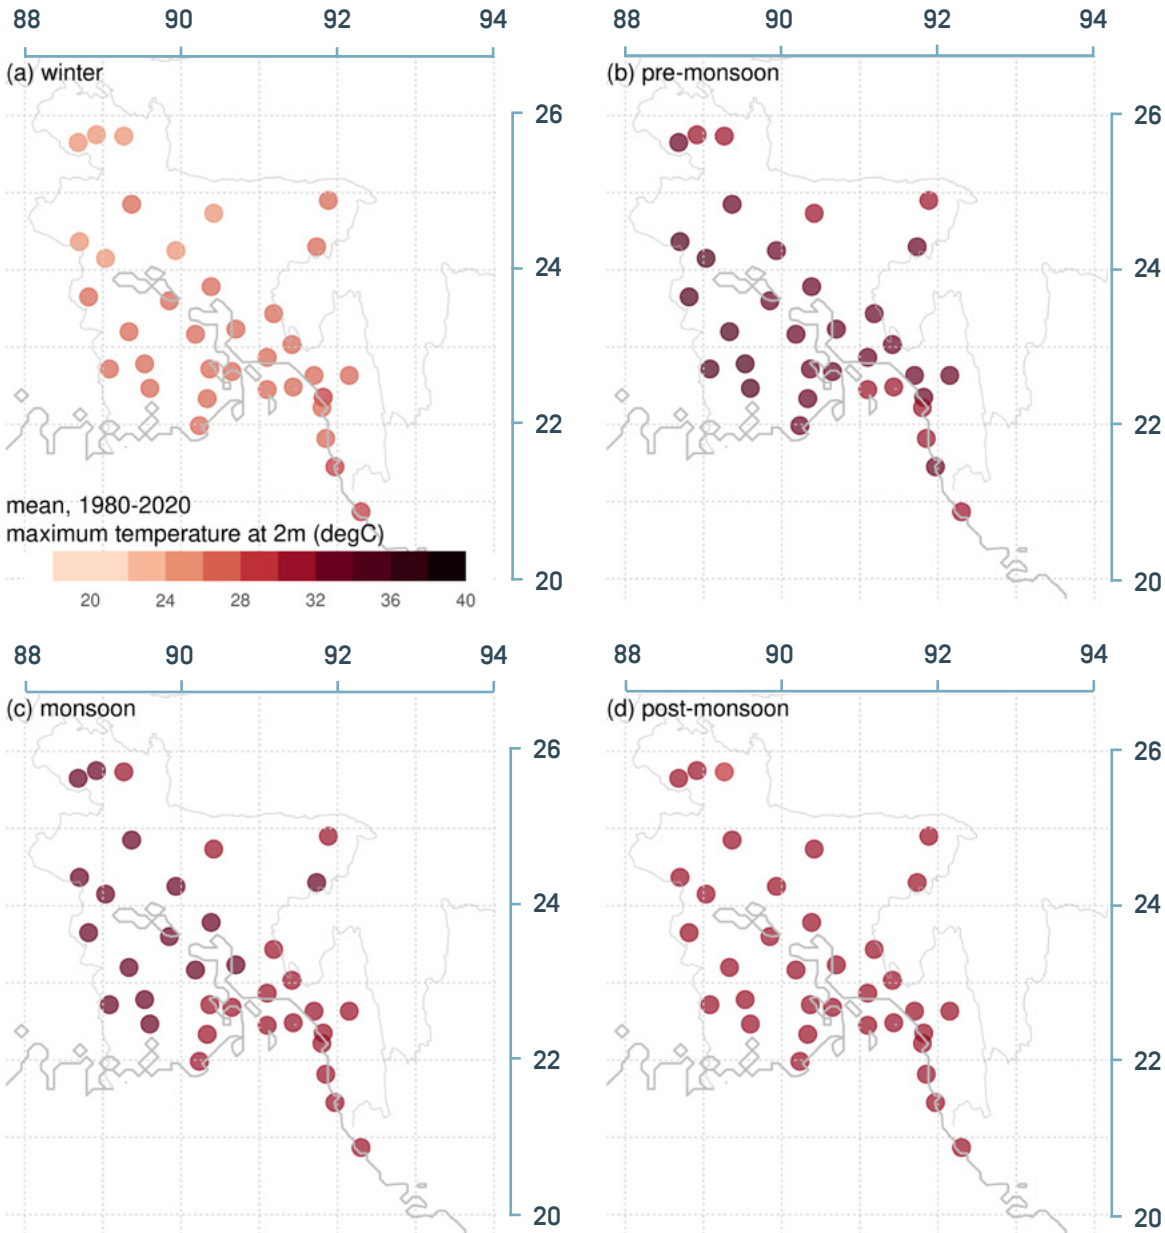 88 90 92 94 88 90 92 94
(a) winter (b) pre-monsoon
26 26
24 24
22 22
mean, 1980-2020
maximum temperature at 2m (degC)
20 20
20 24 28 32 36 40
88 90 92 94 88 90 92 94
(c) monsoon (d) post-monsoon
26 26
24 24
22 22
20 20